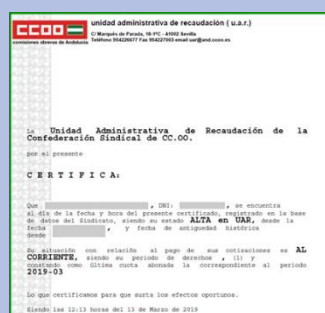 CCOO
comisiones obreras de Andalucía
unidad administrativa de recaudación ( u.a.r.)
C/ Marqués de Parada, 18-1ºC - 41002 Sevilla
Teléfono 954226677 Fax 954227003 email uar@and.ccoo.es
La Unidad Administrativa de Recaudación de la
Confederación Sindical de CC.OO.
por el presente
C E R T I F I C A:
Que , DNI: , se encuentra
al día de la fecha y hora del presente certificado, registrado en la base
de datos del Sindicato, siendo su estado ALTA en UAR, desde la
fecha , y fecha de antigüedad histórica
desde
Su situación con relación al pago de sus cotizaciones es AL
CORRIENTE, siendo su periodo de derechos , (1) y
constando como última cuota abonada la correspondiente al periodo
2019-03
Lo que certificamos para que surta los efectos oportunos.
Siendo las 12:13 horas del 13 de Marzo de 2019